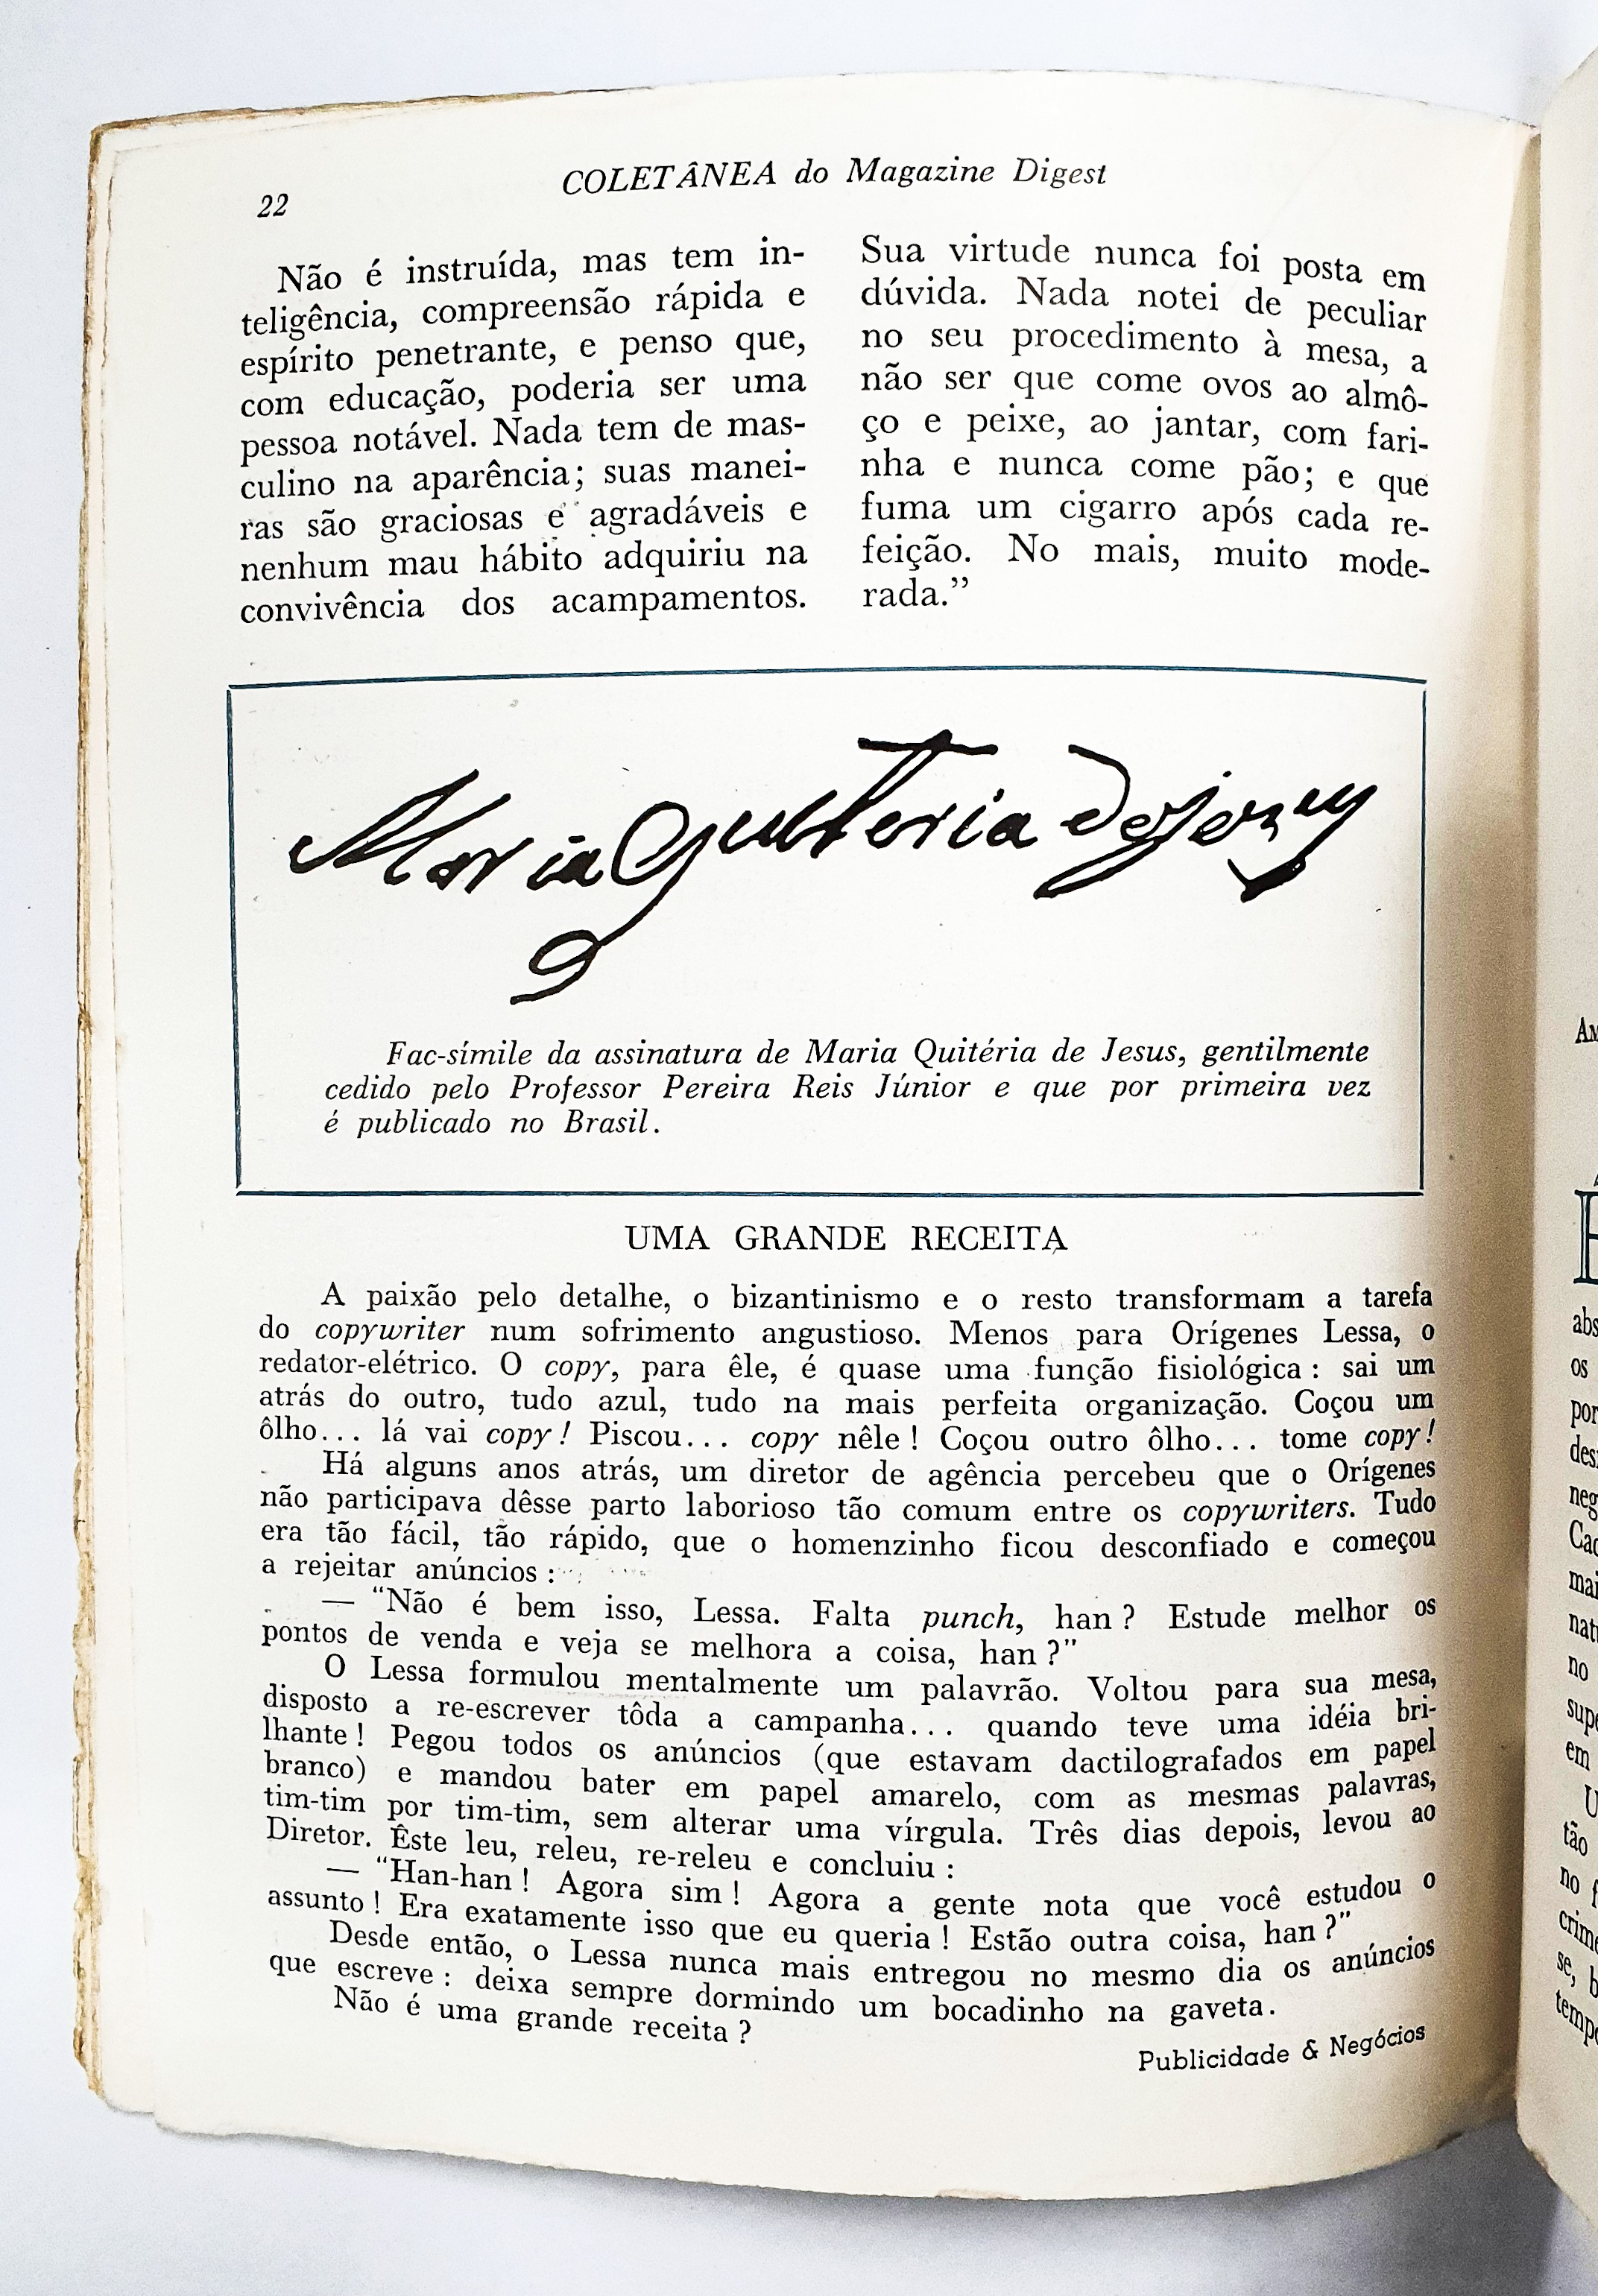 22
COLETÂNEA do Magazine Digest
Não é instruída, mas tem in-
teligência, compreensão rápida e
espírito penetrante, e penso que,
com educação, poderia ser uma
pessoa notável. Nada tem de mas-
culino na aparência; suas manei-
ras são graciosas e agradáveis e
nenhum mau hábito adquiriu na
convivência dos acampamentos.
Sua virtude nunca foi posta em
dúvida. Nada notei de peculiar
no seu procedimento à mesa, a
não ser que come ovos ao almô-
ço e peixe, ao jantar, com fari-
nha e nunca come pão; e que
fuma um cigarro após cada re-
feição. No mais, muito mode-
rada."
Maria Quiteria de Jezus
Fac-símile da assinatura de Maria Quitéria de Jesus, gentilmente
cedido pelo Professor Pereira Reis Júnior e que por primeira vez
é publicado no Brasil.
UMA GRANDE RECEITA
A paixão pelo detalhe, o bizantinismo e o resto transformam a tarefa
do copywriter num sofrimento angustioso. Menos para Orígenes Lessa, o
redator-elétrico. O copy, para êle, é quase uma função fisiológica: sai um
atrás do outro, tudo azul, tudo na mais perfeita organização. Coçou um
ôlho... lá vai copy! Piscou... copy nêle! Coçou outro ôlho... tome copy!
Há alguns anos atrás, um diretor de agência percebeu que o Orígenes
não participava dêsse parto laborioso tão comum entre os copywriters. Tudo
era tão fácil, tão rápido, que o homenzinho ficou desconfiado e começou
a rejeitar anúncios:
— "Não é bem isso, Lessa. Falta punch, han? Estude melhor os
pontos de venda e veja se melhora a coisa, han?"
O Lessa formulou mentalmente um palavrão. Voltou para sua mesa,
disposto a re-escrever tôda a campanha... quando teve uma idéia bri-
lhante! Pegou todos os anúncios (que estavam dactilografados em papel
branco) e mandou bater em papel amarelo, com as mesmas palavras,
tim-tim por tim-tim, sem alterar uma vírgula. Três dias depois, levou ao
Diretor. Êste leu, releu, re-releu e concluiu:
— "Han-han! Agora sim! Agora a gente nota que você estudou o
assunto! Era exatamente isso que eu queria! Estão outra coisa, han?"
Desde então, o Lessa nunca mais entregou no mesmo dia os anúncios
que escreve: deixa sempre dormindo um bocadinho na gaveta.
Não é uma grande receita?
Publicidade & Negócios
abs
os
por
neg
mai
no
em
tão
no f
se, b